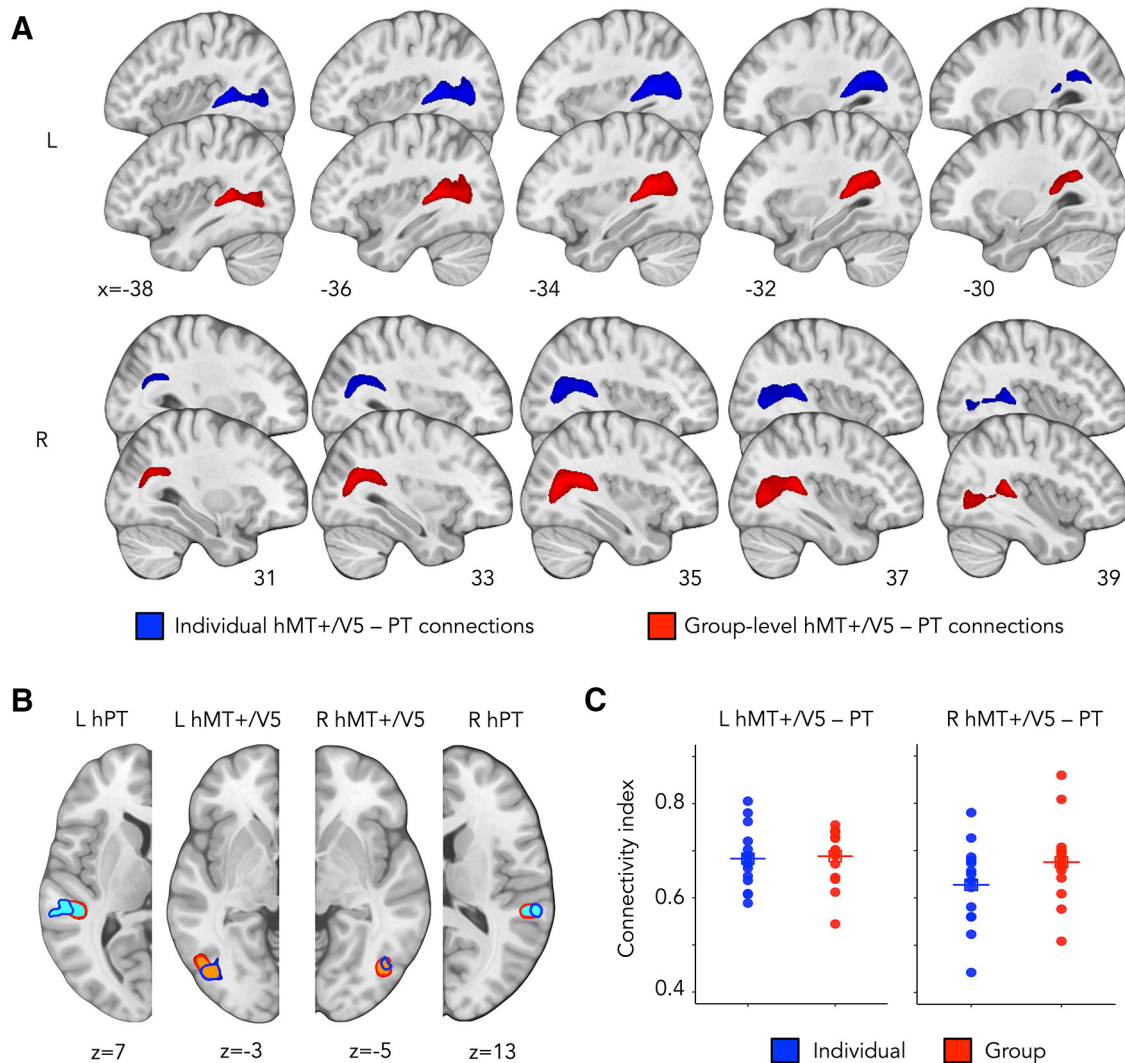 A
L
x=-38 -36 -34 -32 -30
R
31 33 35 37 39
Individual hMT+/V5 – PT connections
Group-level hMT+/V5 – PT connections
B
L hPT L hMT+/V5 R hMT+/V5 R hPT
z=7 z=-3 z=-5 z=13
C
L hMT+/V5 – PT R hMT+/V5 – PT
Connectivity index
0.8
0.6
0.4
Individual Group